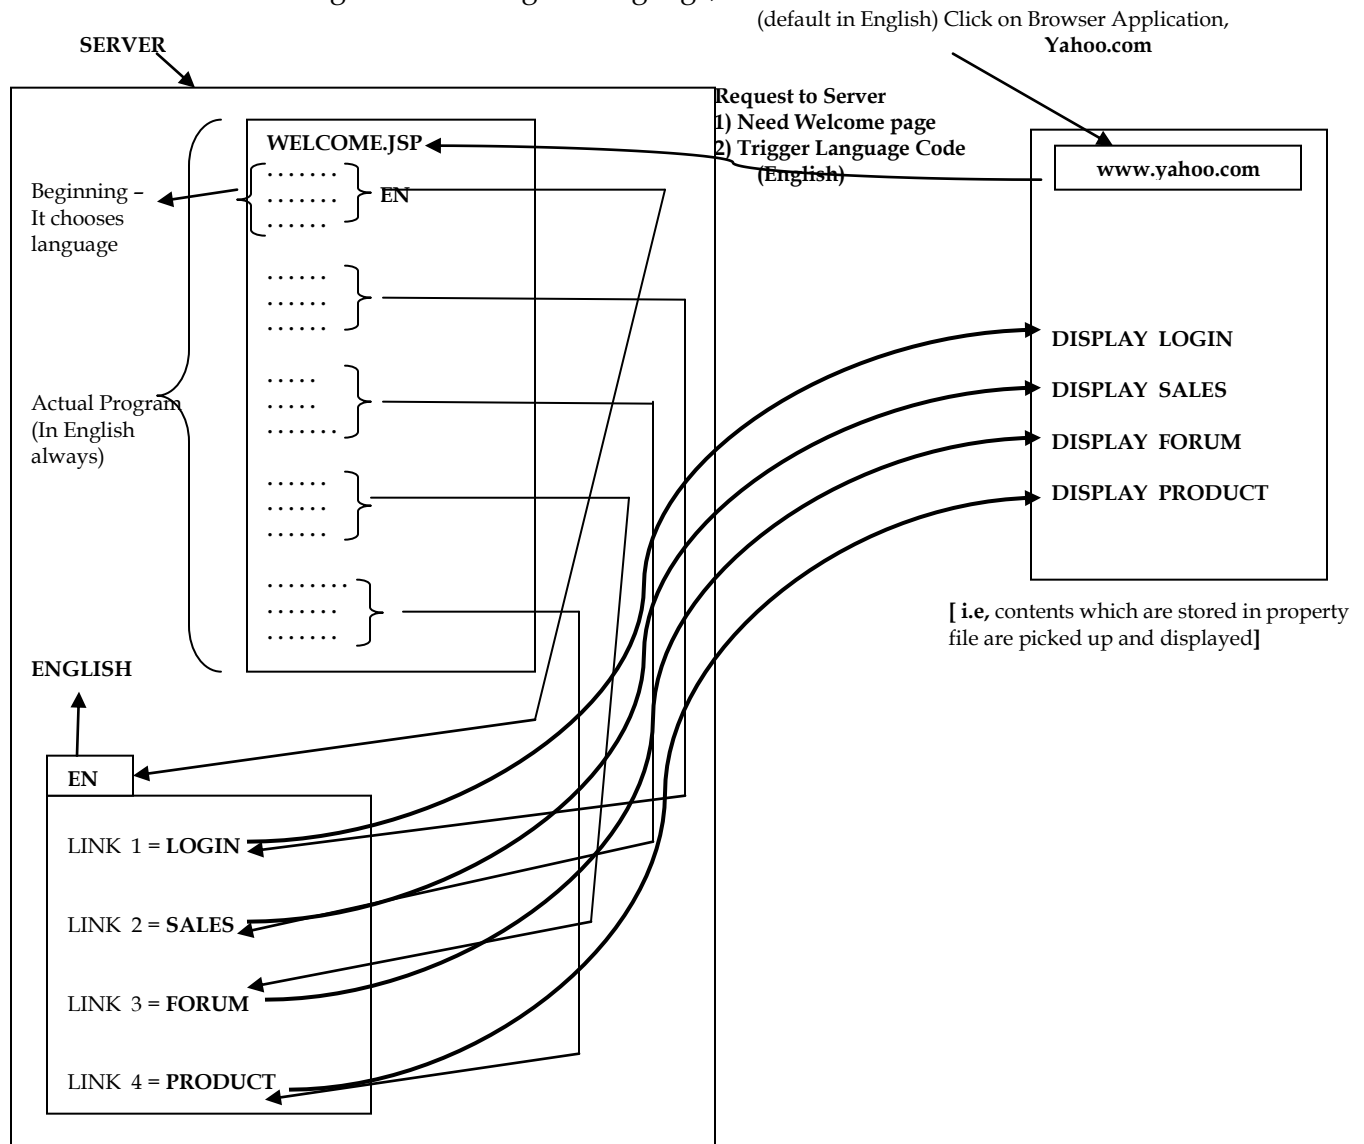 (default in English) Click on Browser Application,
Yahoo.com
SERVER
Request to Server
1) Need Welcome page
2) Trigger Language Code
(English)
www.yahoo.com
WELCOME.JSP
. . . . . . .
. . . . . . .
. . . . . .
EN
Beginning –
It chooses
language
. . . . . .
. . . . . .
. . . . . .
. . . . .
. . . . .
. . . . . . .
Actual Program
(In English
always)
. . . . . .
. . . . . .
. . . . . .
. . . . . . . .
. . . . . . .
. . . . . . .
DISPLAY LOGIN
DISPLAY SALES
DISPLAY FORUM
DISPLAY PRODUCT
[ i.e, contents which are stored in property
file are picked up and displayed]
ENGLISH
EN
LINK 1 = LOGIN
LINK 2 = SALES
LINK 3 = FORUM
LINK 4 = PRODUCT